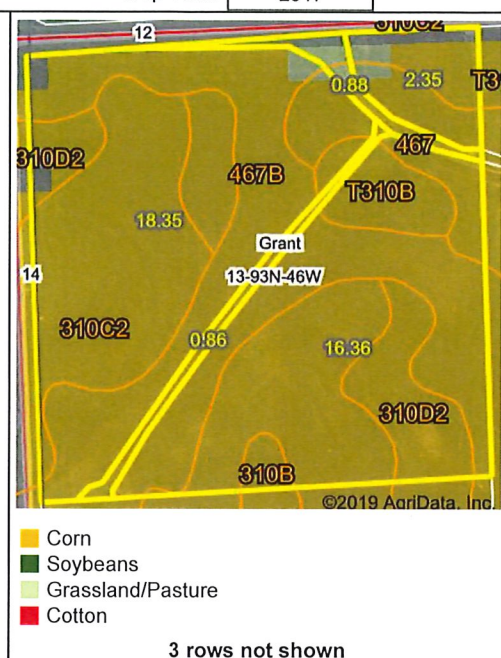 2017
12
310C2
0.88
2.35
T3
310D2
467B
467
T310B
18.35
Grant
13-93N-46W
14
310C2
0.86
16.36
310D2
310B
©2019 AgriData, Inc.
Corn
Soybeans
Grassland/Pasture
Cotton
3 rows not shown